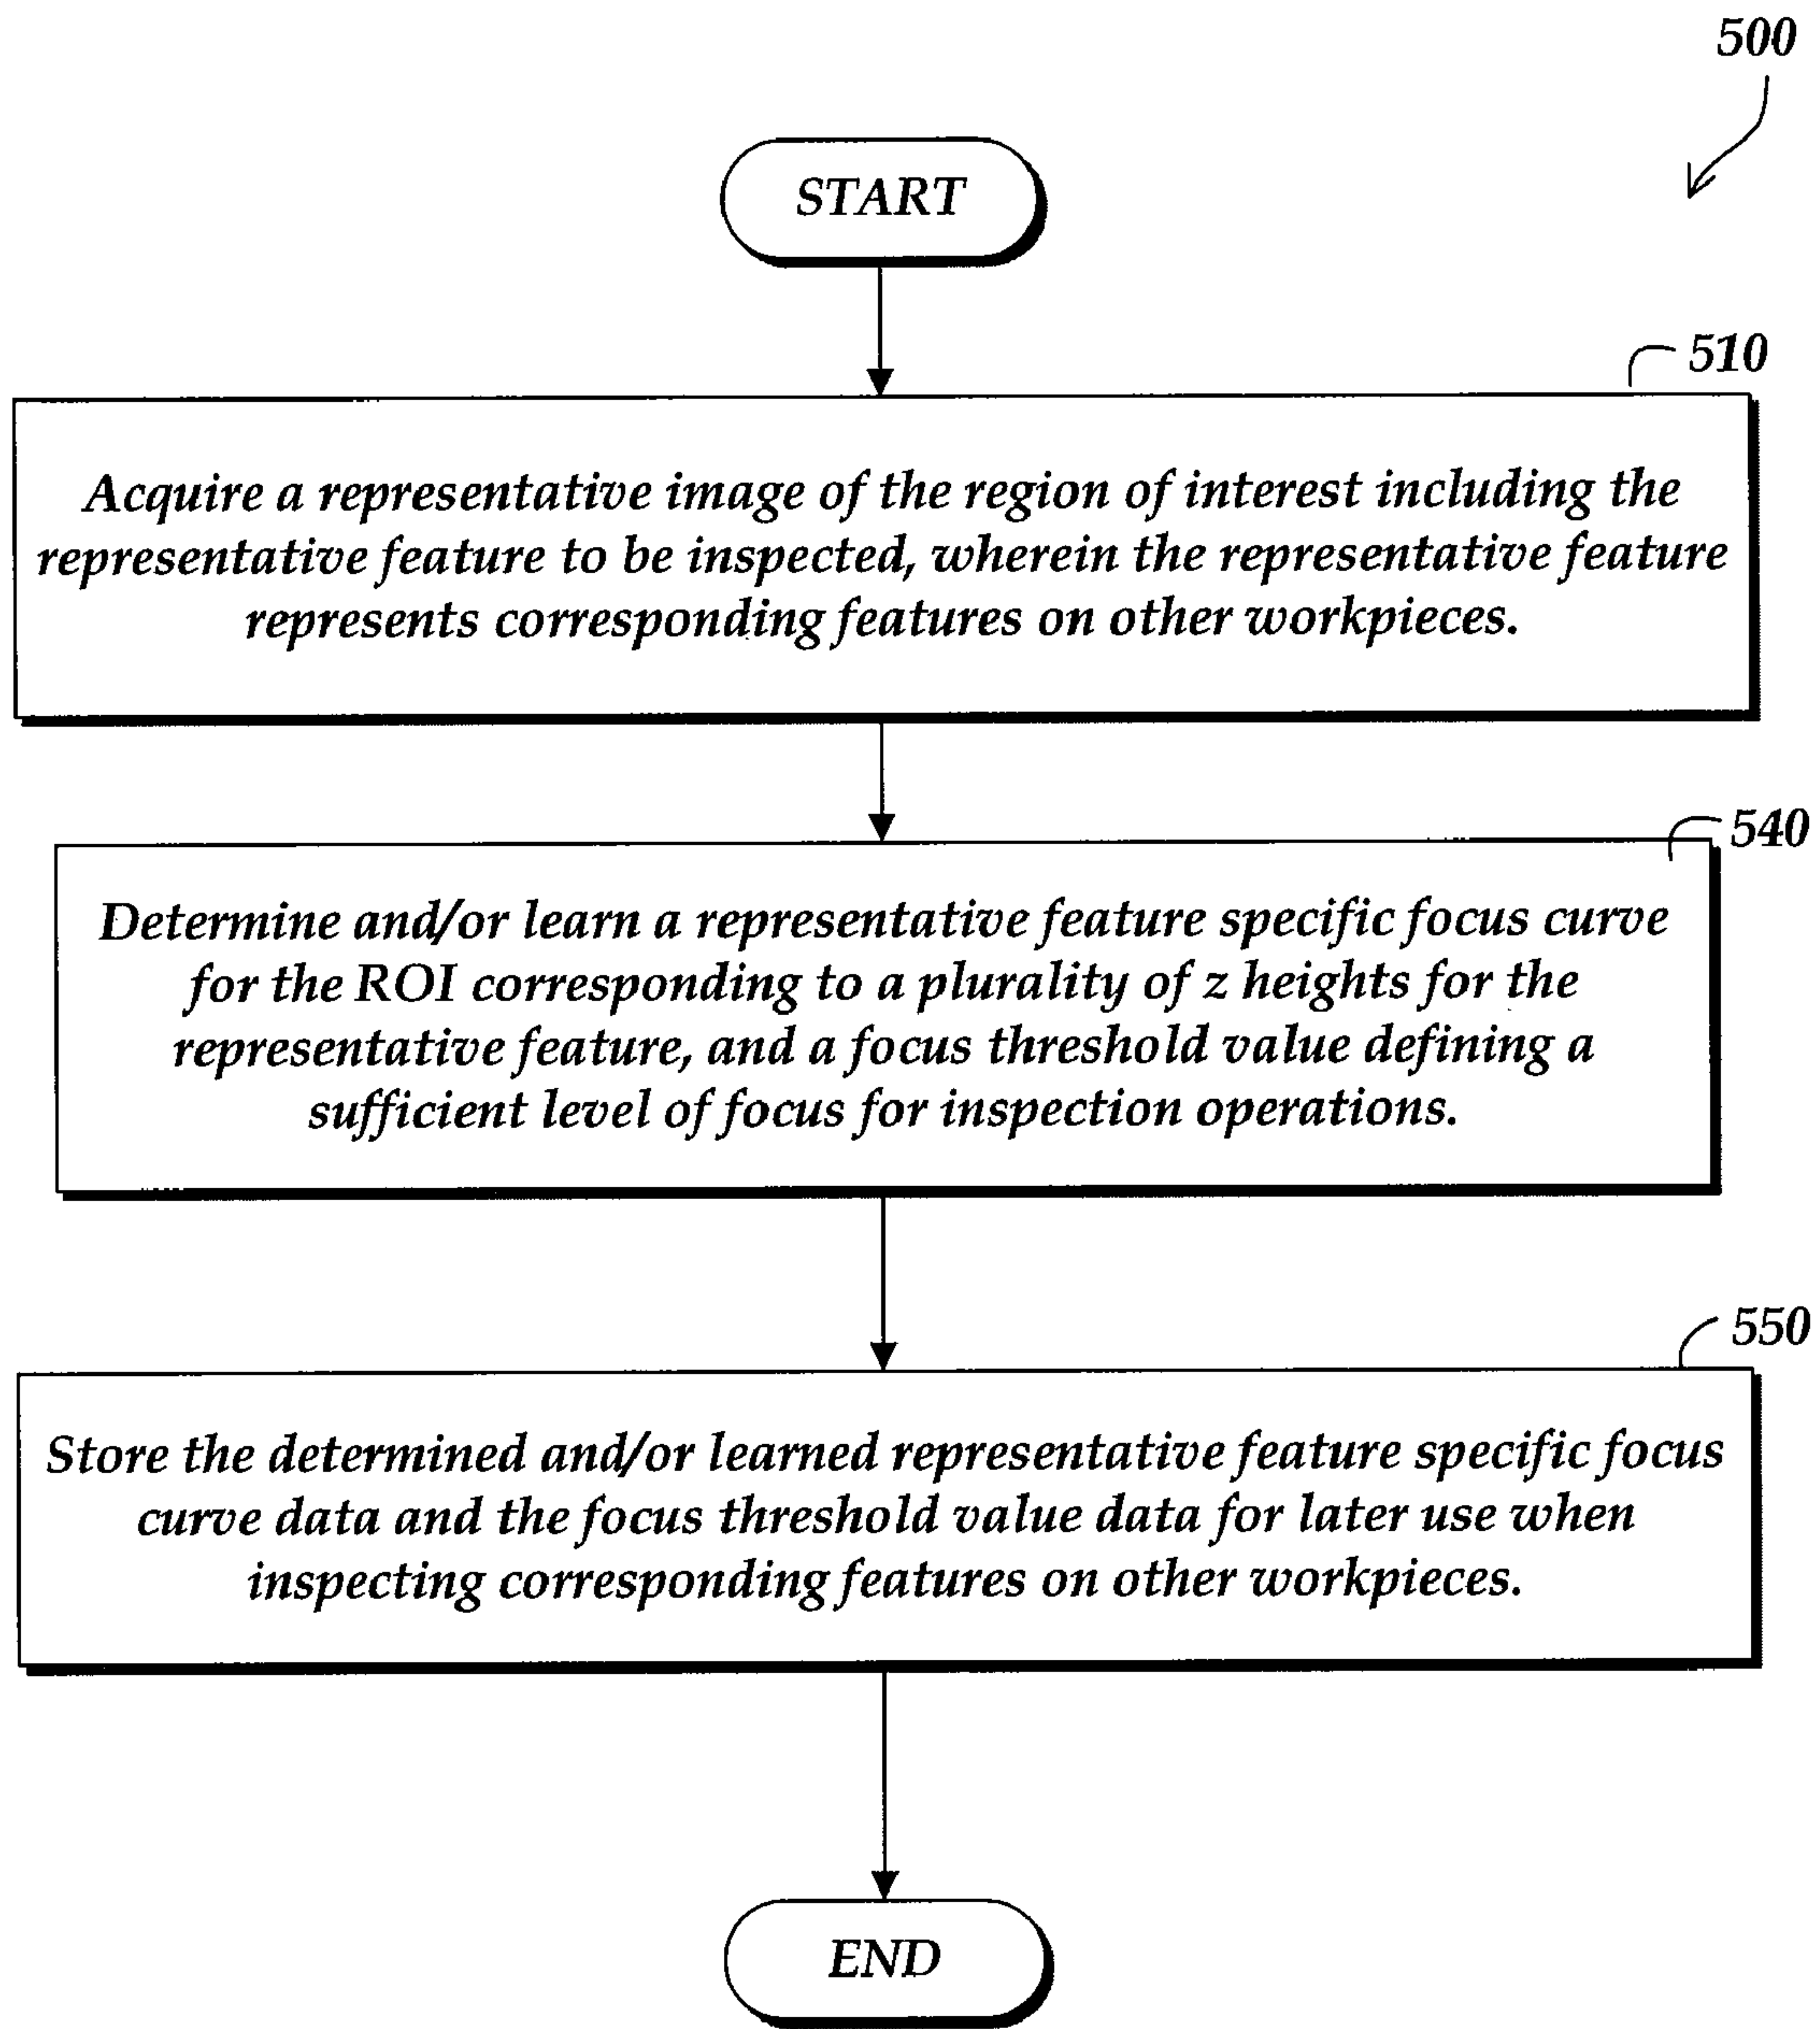 500
START
510
Acquire a representative image of the region of interest including the
representative feature to be inspected, wherein the representative feature
represents corresponding features on other workpieces.
540
Determine and/or learn a representative feature specific focus curve
for the ROI corresponding to a plurality of z heights for the
representative feature, and a focus threshold value defining a
sufficient level of focus for inspection operations.
550
Store the determined and/or learned representative feature specific focus
curve data and the focus threshold value data for later use when
inspecting corresponding features on other workpieces.
END